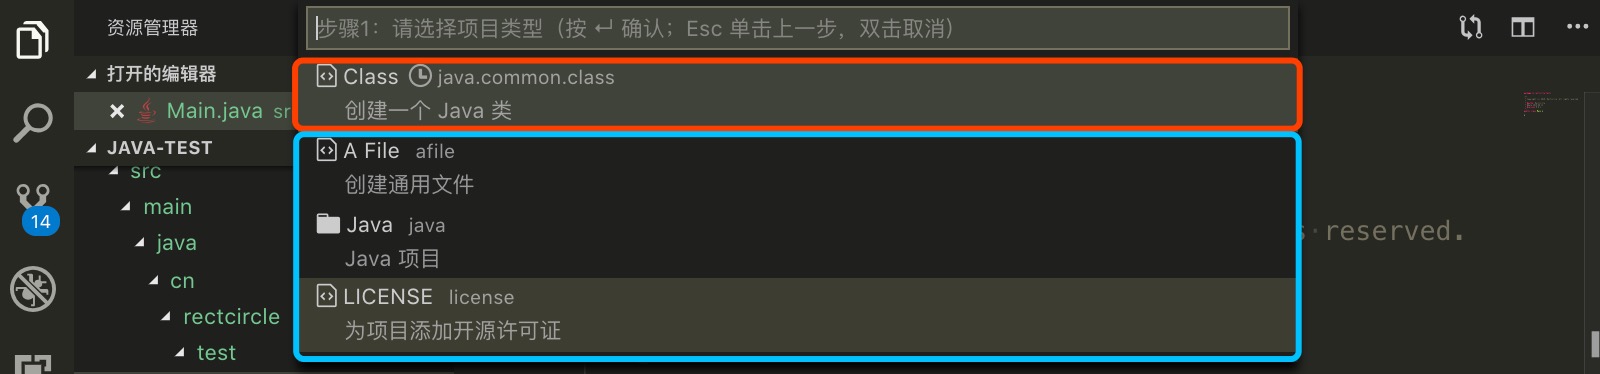 资源管理器
步骤1：请选择项目类型（按 ↵ 确认；Esc 单击上一步，双击取消）
打开的编辑器
Class java.common.class
创建一个 Java 类
Main.java sr
JAVA-TEST
A File afile
src
创建通用文件
main
14
Java java
s reserved.
java
Java 项目
cn
LICENSE license
rectcircle
为项目添加开源许可证
test